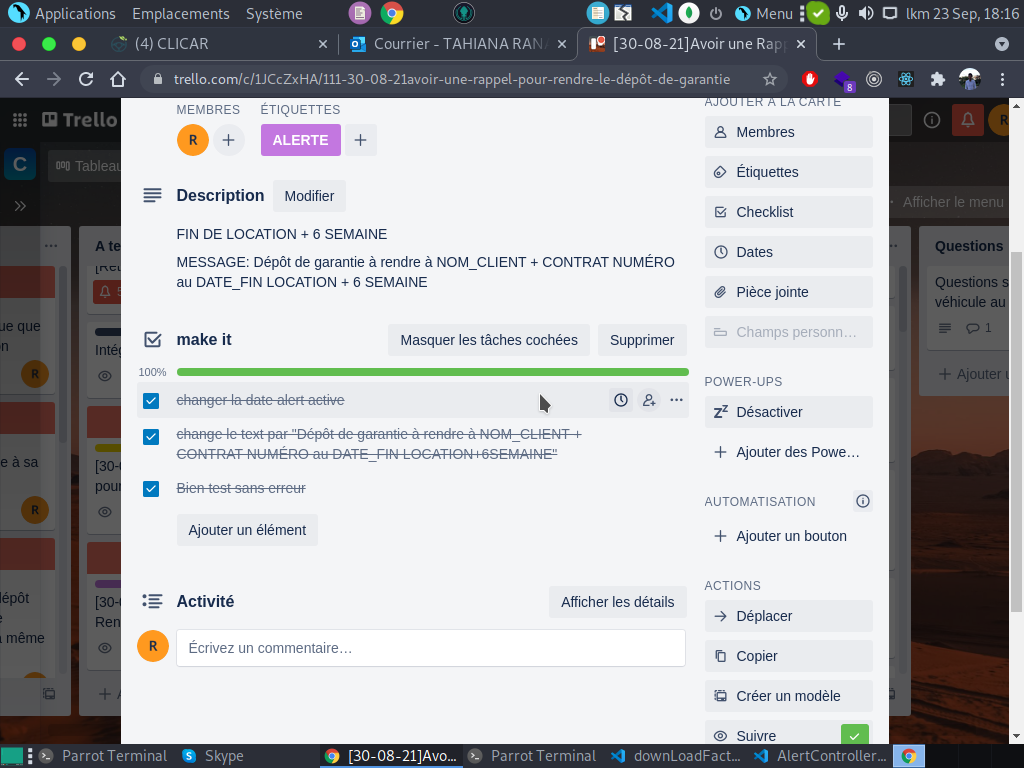 Applications Emplacements Système Menu lkm 23 Sep, 18:16
(4) CLICAR Courrier - TAHIANA RAN [30-08-21]Avoir une Rapp
trello.com/c/1JCcZxHA/111-30-08-21avoir-une-rappel-pour-rendre-le-dépôt-de-garantie
8
Trello
R
C
Tableau
Afficher le menu
MEMBRES ÉTIQUETTES
R
ALERTE
Description Modifier
FIN DE LOCATION + 6 SEMAINE
MESSAGE: Dépôt de garantie à rendre à NOM_CLIENT + CONTRAT NUMÉRO
au DATE_FIN LOCATION + 6 SEMAINE
make it Masquer les tâches cochées Supprimer
100%
changer la date alert active
change le text par "Dépôt de garantie à rendre à NOM_CLIENT +
CONTRAT NUMÉRO au DATE_FIN LOCATION+6SEMAINE"
Bien test sans erreur
Ajouter un élément
Activité Afficher les détails
R
Écrivez un commentaire…
AJOUTER À LA CARTE
Membres
Étiquettes
Checklist
Dates
Pièce jointe
Champs personn…
POWER-UPS
Désactiver
Ajouter des Powe…
AUTOMATISATION
Ajouter un bouton
ACTIONS
Déplacer
Copier
Créer un modèle
Suivre
ue que
on
R
e à sa
R
dépôt
e
a même
A te
[Ret
5
Intég
[30-0
pour
[30-0
Ren
A
Questions
Questions s
véhicule au
1
Ajouter u
Parrot Terminal Skype [30-08-21]Avo... Parrot Terminal downLoadFact... AlertController...